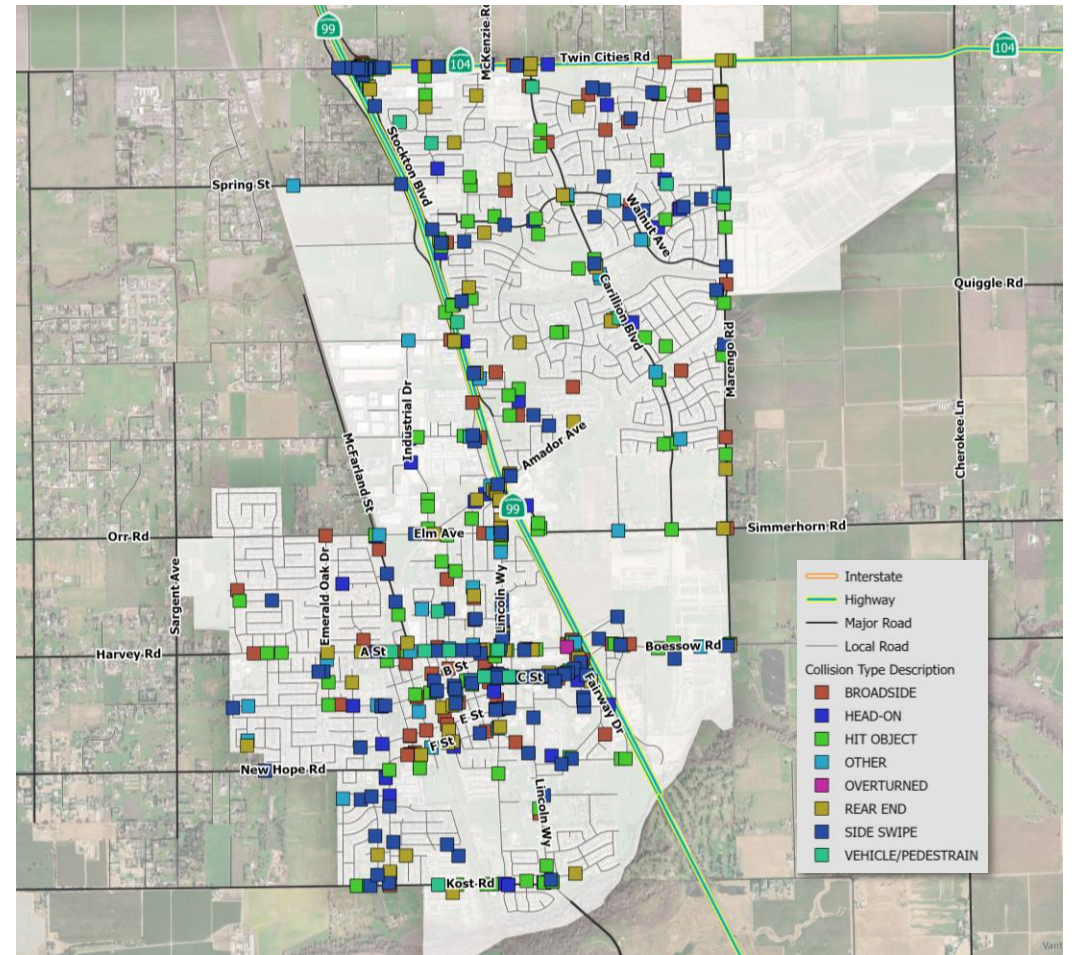 99
104
McKenzie Rd
Twin Cities Rd
104
Stockton Blvd
Spring St
Walnut Ave
Carillion Blvd
Quiggle Rd
Marengo Rd
Industrial Dr
McFarland St
Amador Ave
Cherokee Ln
99
Orr Rd
Elm Ave
Simmerhorn Rd
Sargent Ave
Emerald Oak Dr
Lincoln Wy
Harvey Rd
A St
Boessow Rd
B St
C St
Fairway Dr
E St
F St
New Hope Rd
Lincoln Wy
Kost Rd
Interstate
Highway
Major Road
Local Road
Collision Type Description
BROADSIDE
HEAD-ON
HIT OBJECT
OTHER
OVERTURNED
REAR END
SIDE SWIPE
VEHICLE/PEDESTRAIN